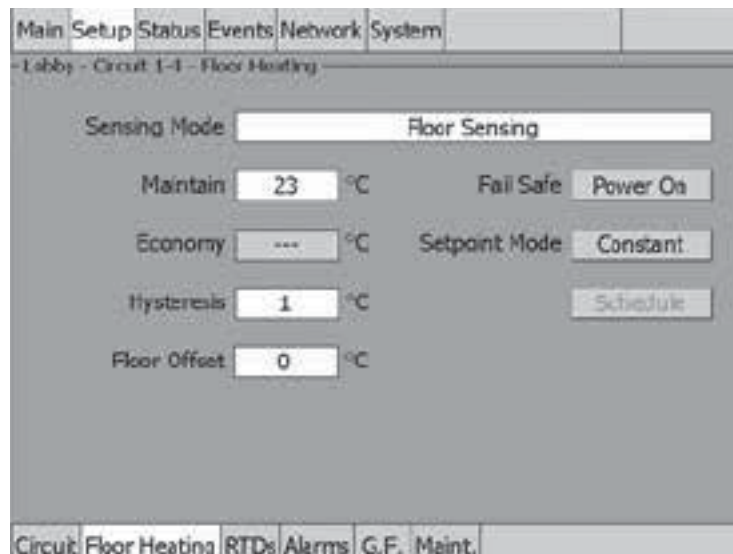 Main Setup Status Events Network System
Lobby - Circuit 1-1 - Floor Heating
Sensing Mode Floor Sensing
Maintain 23 °C Fail Safe Power On
Economy --- °C Setpoint Mode Constant
Hysteresis 1 °C Schedule
Floor Offset 0 °C
Circuit Floor Heating RTDs Alarms G.F. Maint.